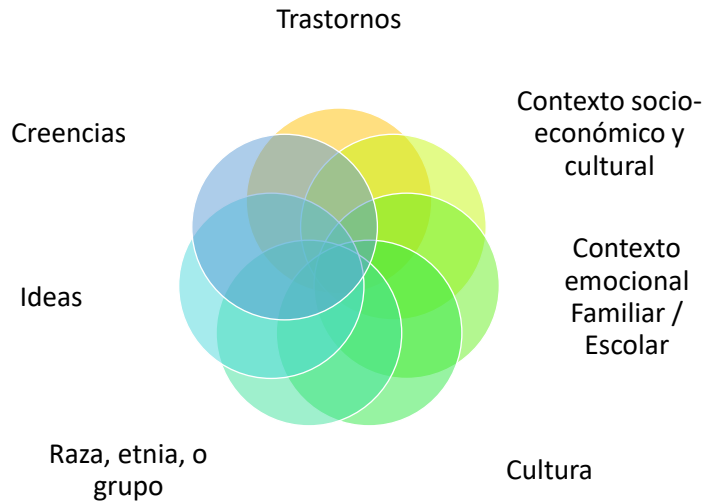 Trastornos
Contexto socio-
económico y
cultural
Contexto
emocional
Familiar /
Escolar
Cultura
Raza, etnia, o
grupo
Ideas
Creencias